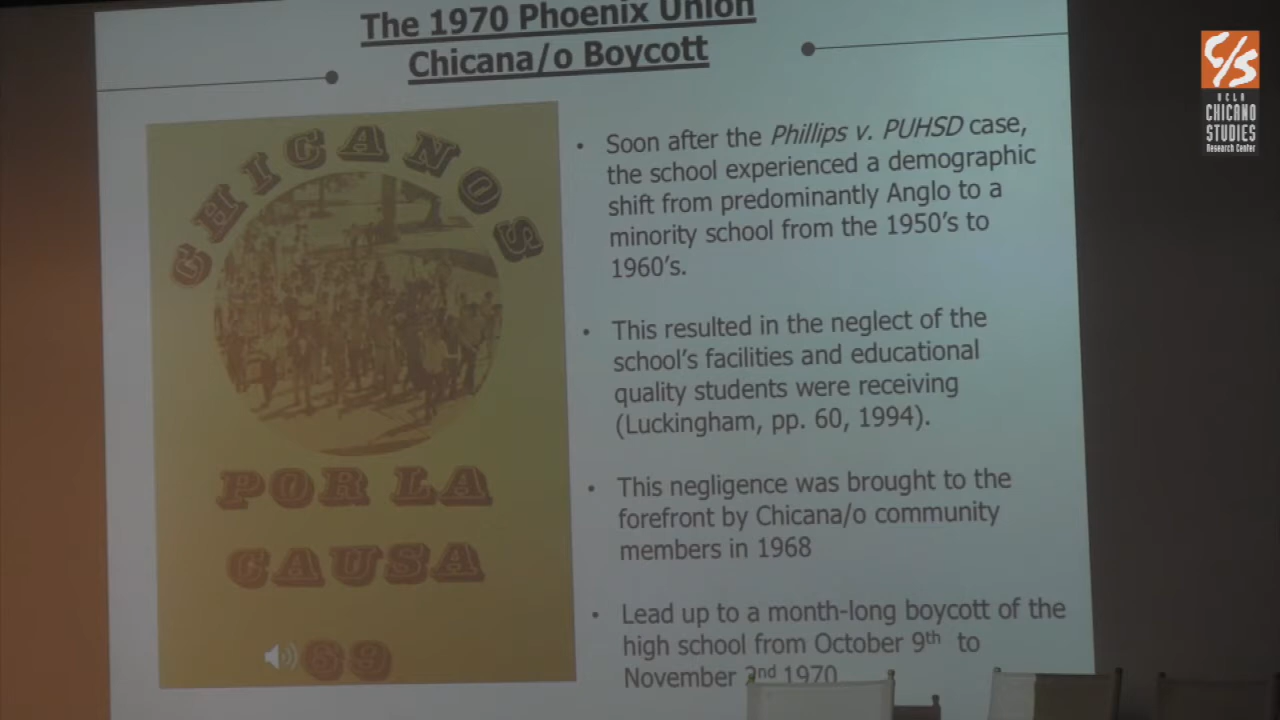 The 1970 Phoenix Union
Chicana/o Boycott
CHICANOS
POR LA
CAUSA
69
• Soon after the Phillips v. PUHSD case,
the school experienced a demographic
shift from predominantly Anglo to a
minority school from the 1950's to
1960's.
• This resulted in the neglect of the
school's facilities and educational
quality students were receiving
(Luckingham, pp. 60, 1994).
• This negligence was brought to the
forefront by Chicana/o community
members in 1968
• Lead up to a month-long boycott of the
high school from October 9th to
November 2nd 1970
C/S
UCLA
CHICANO
STUDIES
Research Center